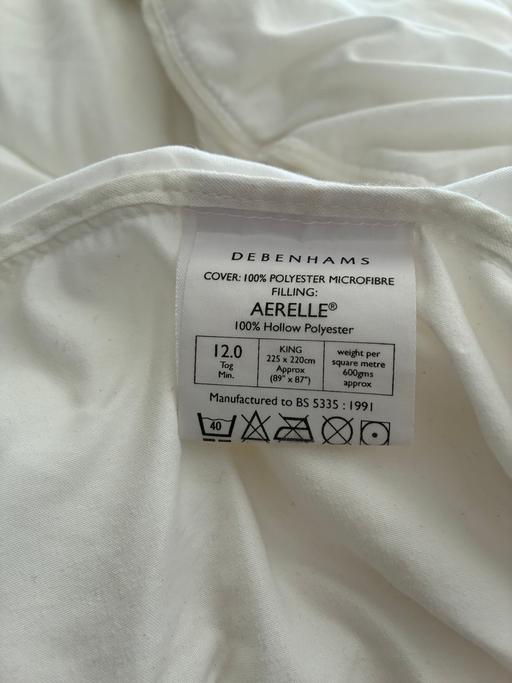 DEBENHAMS
COVER: 100% POLYESTER MICROFIBRE
FILLING:
AERELLE®
100% Hollow Polyester
12.0
Tog
Min.
KING
225 x 220cm
Approx
(89" x 87")
weight per
square metre
600gms
approx
Manufactured to BS 5335 : 1991
40